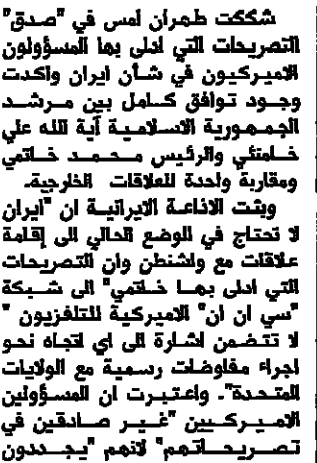 شككت طهران امس في "صدق"
التصريحات التي ادلى بها المسؤولون
الاميركيون في شأن ايران واكدت
وجود توافق كامل بين مرشد
الجمهورية الاسلامية آية الله علي
خامنئي والرئيس محمد خاتمي
ومقاربة واحدة للعلاقات الخارجية.
وبثت الاذاعة الايرانية ان "ايران
لا تحتاج في الوضع الحالي الى إقامة
علاقات مع واشنطن وان التصريحات
التي ادلى بها خاتمي" الى شبكة
"سي ان ان" الاميركية للتلفزيون "
لا تتضمن اشارة الى اي اتجاه نحو
اجراء مفاوضات رسمية مع الولايات
المتحدة". واعتبرت ان المسؤولين
الاميركيين "غير صادقين في
تصريحاتهم" لانهم "يجددون